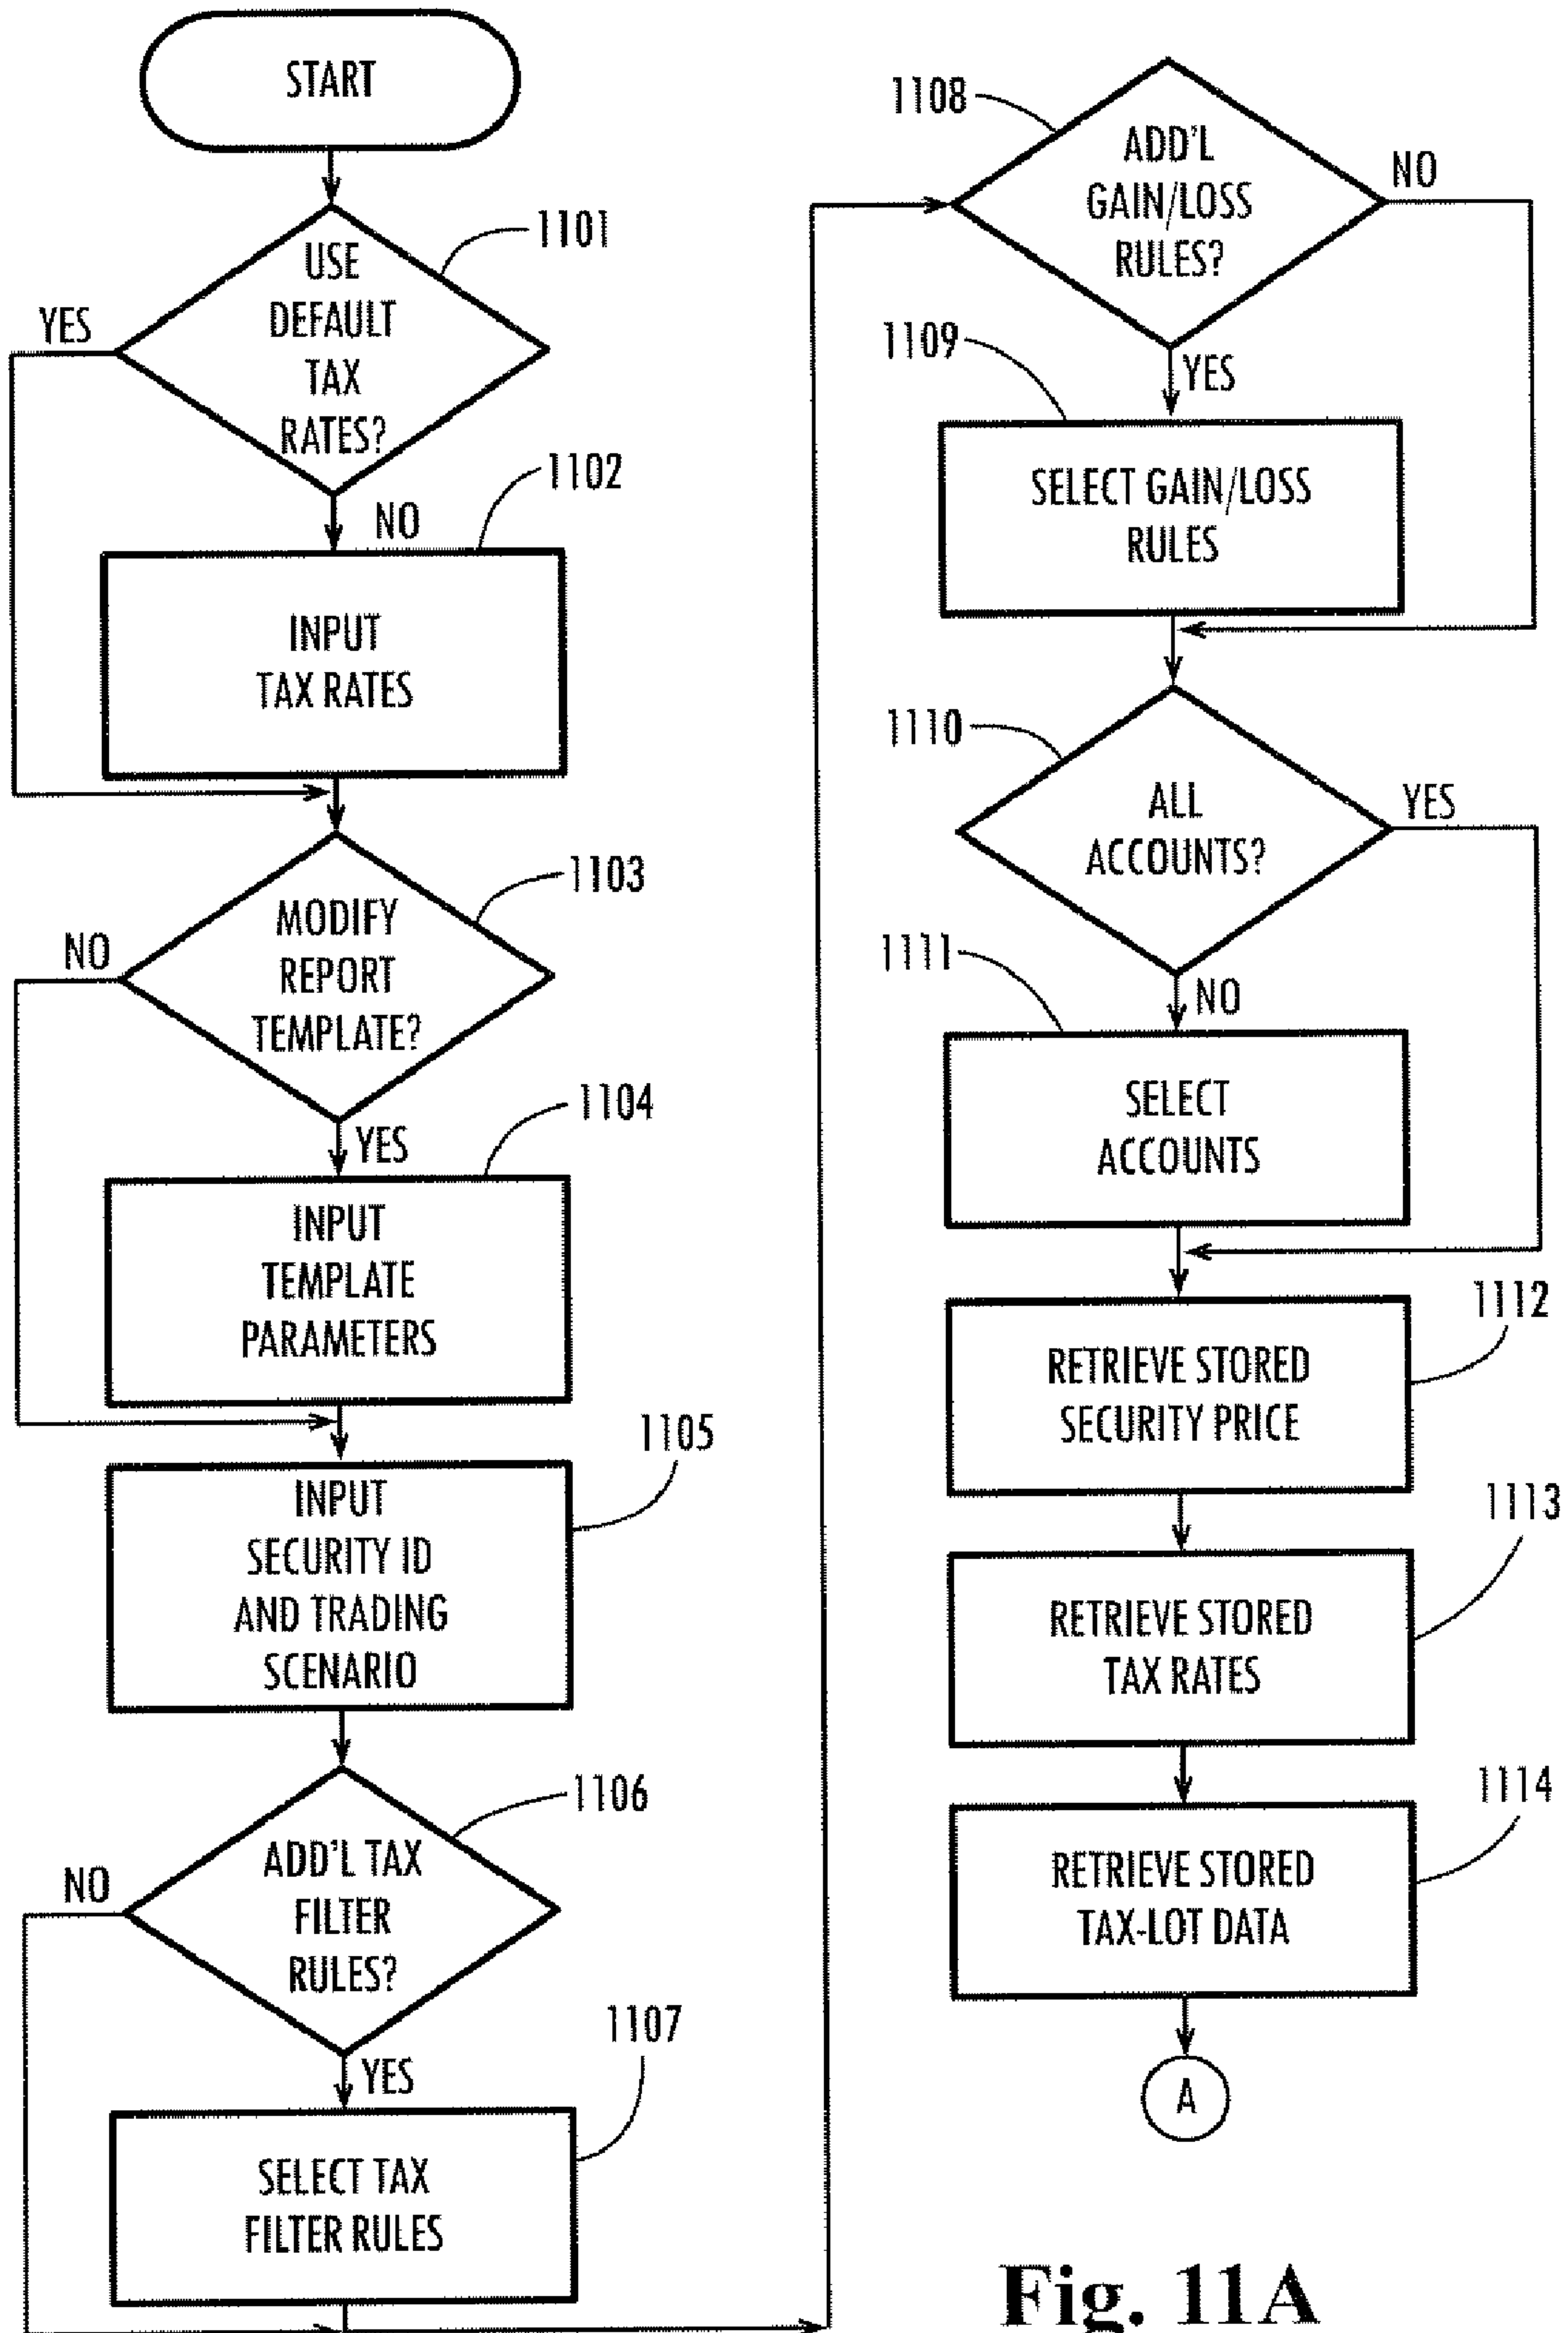 START
1101
USE
DEFAULT
TAX
RATES?
YES
1102
NO
INPUT
TAX RATES
1103
MODIFY
REPORT
TEMPLATE?
NO
1104
YES
INPUT
TEMPLATE
PARAMETERS
1105
INPUT
SECURITY ID
AND TRADING
SCENARIO
1106
ADD'L TAX
FILTER
RULES?
NO
1107
YES
SELECT TAX
FILTER RULES
1108
ADD'L
GAIN/LOSS
RULES?
NO
1109
YES
SELECT GAIN/LOSS
RULES
1110
ALL
ACCOUNTS?
YES
1111
NO
SELECT
ACCOUNTS
1112
RETRIEVE STORED
SECURITY PRICE
1113
RETRIEVE STORED
TAX RATES
1114
RETRIEVE STORED
TAX-LOT DATA
A
Fig. 11A